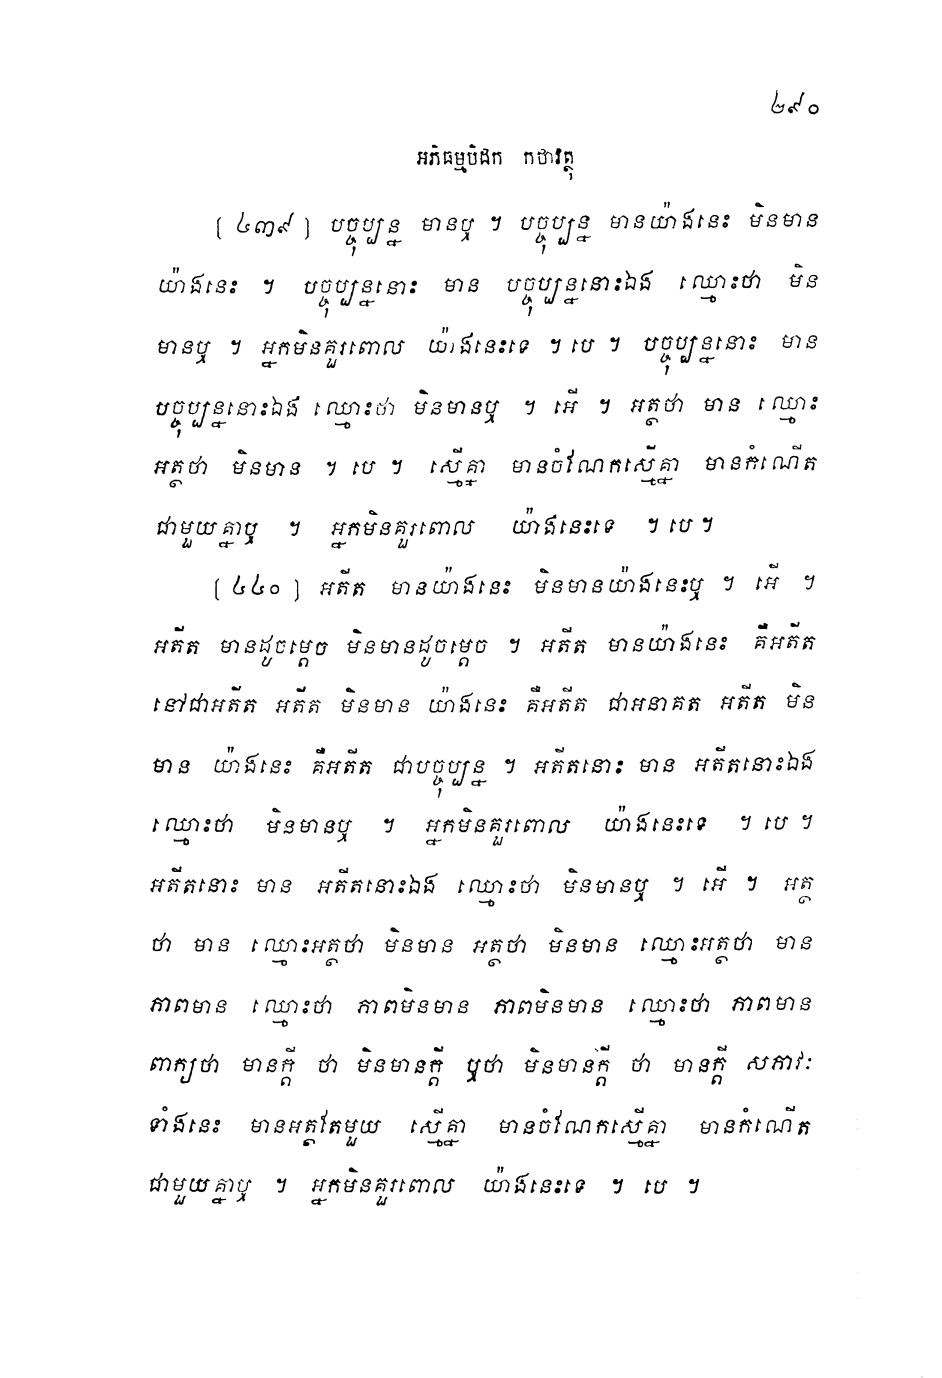 ២៩០
អភិធម្មបិដក កថាវត្ថុ
[ ៤៣៩ ] បច្ចុប្បន្ន មានឬ ។ បច្ចុប្បន្ន មានយ៉ាងនេះ មិនមាន
យ៉ាងនេះ ។ បច្ចុប្បន្ននោះ មាន បច្ចុប្បន្ននោះឯង ឈ្មោះថា មិន
មានឬ ។ អ្នកមិនគួរពោល យ៉ាងនេះទេ ។ បេ ។ បច្ចុប្បន្ននោះ មាន
បច្ចុប្បន្ននោះឯង ឈ្មោះថា មិនមានឬ ។ អើ ។ អត្ថថា មាន ឈ្មោះ
អត្ថថា មិនមាន ។ បេ ។ ស្មើគ្នា មានចំណែកស្មើគ្នា មានកំណើត
ជាមួយគ្នាឬ ។ អ្នកមិនគួរពោល យ៉ាងនេះទេ ។ បេ ។
[ ៤៤០ ] អតីត មានយ៉ាងនេះ មិនមានយ៉ាងនេះឬ ។ អើ ។
អតីត មានដូចម្តេច មិនមានដូចម្តេច ។ អតីត មានយ៉ាងនេះ គឺអតីត
នៅជាអតីត អតីត មិនមាន យ៉ាងនេះ គឺអតីត ជាអនាគត អតីត មិន
មាន យ៉ាងនេះ គឺអតីត ជាបច្ចុប្បន្ន ។ អតីតនោះ មាន អតីតនោះឯង
ឈ្មោះថា មិនមានឬ ។ អ្នកមិនគួរពោល យ៉ាងនេះទេ ។ បេ ។
អតីតនោះ មាន អតីតនោះឯង ឈ្មោះថា មិនមានឬ ។ អើ ។ អត្ថ
ថា មាន ឈ្មោះអត្ថថា មិនមាន អត្ថថា មិនមាន ឈ្មោះអត្ថថា មាន
ភាពមាន ឈ្មោះថា ភាពមិនមាន ភាពមិនមាន ឈ្មោះថា ភាពមាន
ពាក្យថា មានក្តី ថា មិនមានក្តី ឬថា មិនមានក្តី ថា មានក្តី សភាវៈ
ទាំងនេះ មានអត្ថតែមួយ ស្មើគ្នា មានចំណែកស្មើគ្នា មានកំណើត
ជាមួយគ្នាឬ ។ អ្នកមិនគួរពោល យ៉ាងនេះទេ ។ បេ ។